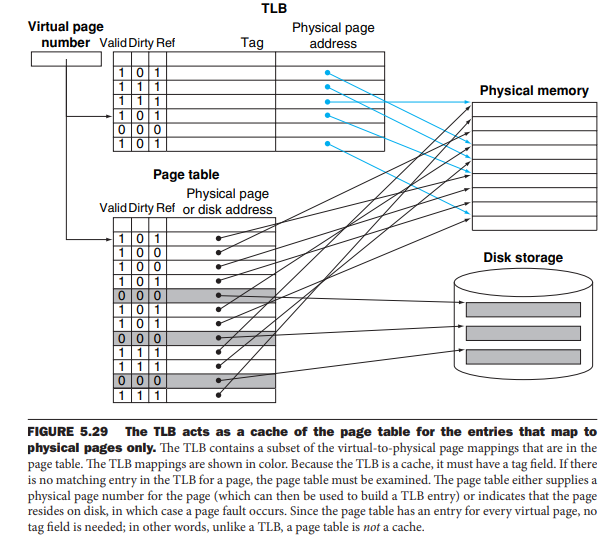 TLB
Virtual page number
Valid Dirty Ref
Tag
Physical page address
1 0 1
1 1 1
1 1 1
1 0 1
0 0 0
1 0 1
Physical memory
Page table
Physical page or disk address
Valid Dirty Ref
1 0 1
1 0 0
1 0 0
1 0 1
0 0 0
1 0 1
1 0 1
0 0 0
1 1 1
1 1 1
0 0 0
1 1 1
Disk storage
FIGURE 5.29 The TLB acts as a cache of the page table for the entries that map to
physical pages only. The TLB contains a subset of the virtual-to-physical page mappings that are in the
page table. The TLB mappings are shown in color. Because the TLB is a cache, it must have a tag field. If there
is no matching entry in the TLB for a page, the page table must be examined. The page table either supplies a
physical page number for the page (which can then be used to build a TLB entry) or indicates that the page
resides on disk, in which case a page fault occurs. Since the page table has an entry for every virtual page, no
tag field is needed; in other words, unlike a TLB, a page table is not a cache.